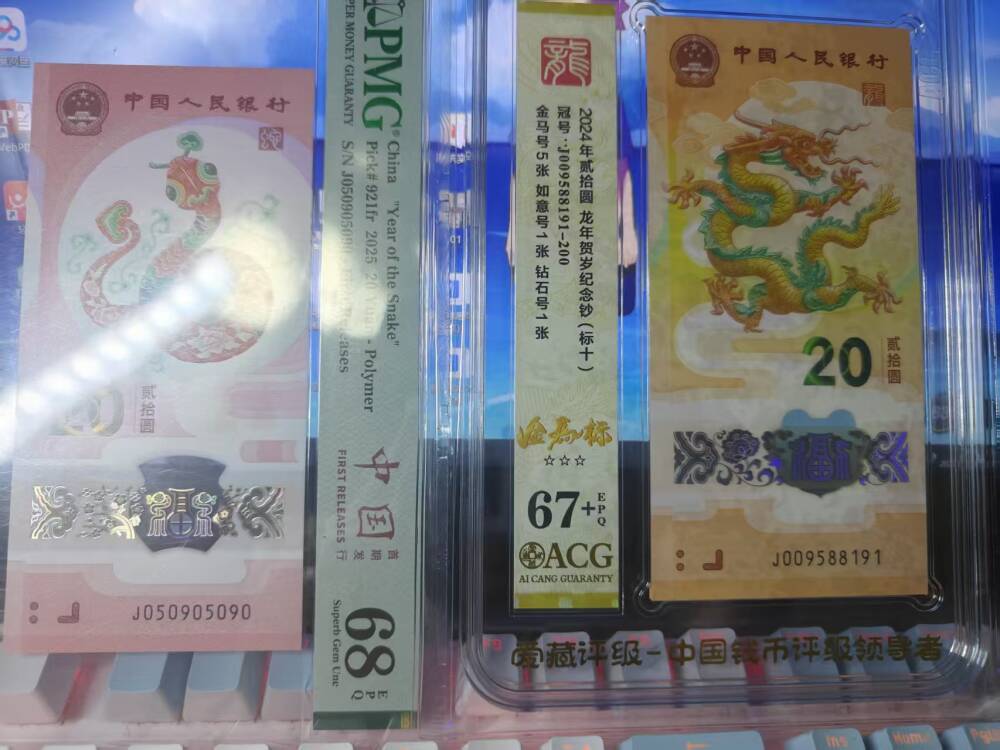 中国人民银行
贰拾圆
J050905090
PMG
PER MONEY GUARANTY
China "Year of the Snake"
Pick# 921fr 2025 20 Yuan - Polymer
S/N J05090509
中国
FIRST RELEASES
首期发行
68 EPQ
Superb Gem Unc
龍
2024年贰拾圆 龙年贺岁纪念钞(标十)
冠号:J009588191-200
金马号5张 如意号1张 钻石号1张
☆☆☆
67+ EPQ
ACG
AI CANG GUARANTY
中国人民银行
20
贰拾圆
J009588191
爱藏评级-中国钱币评级领导者
Ins